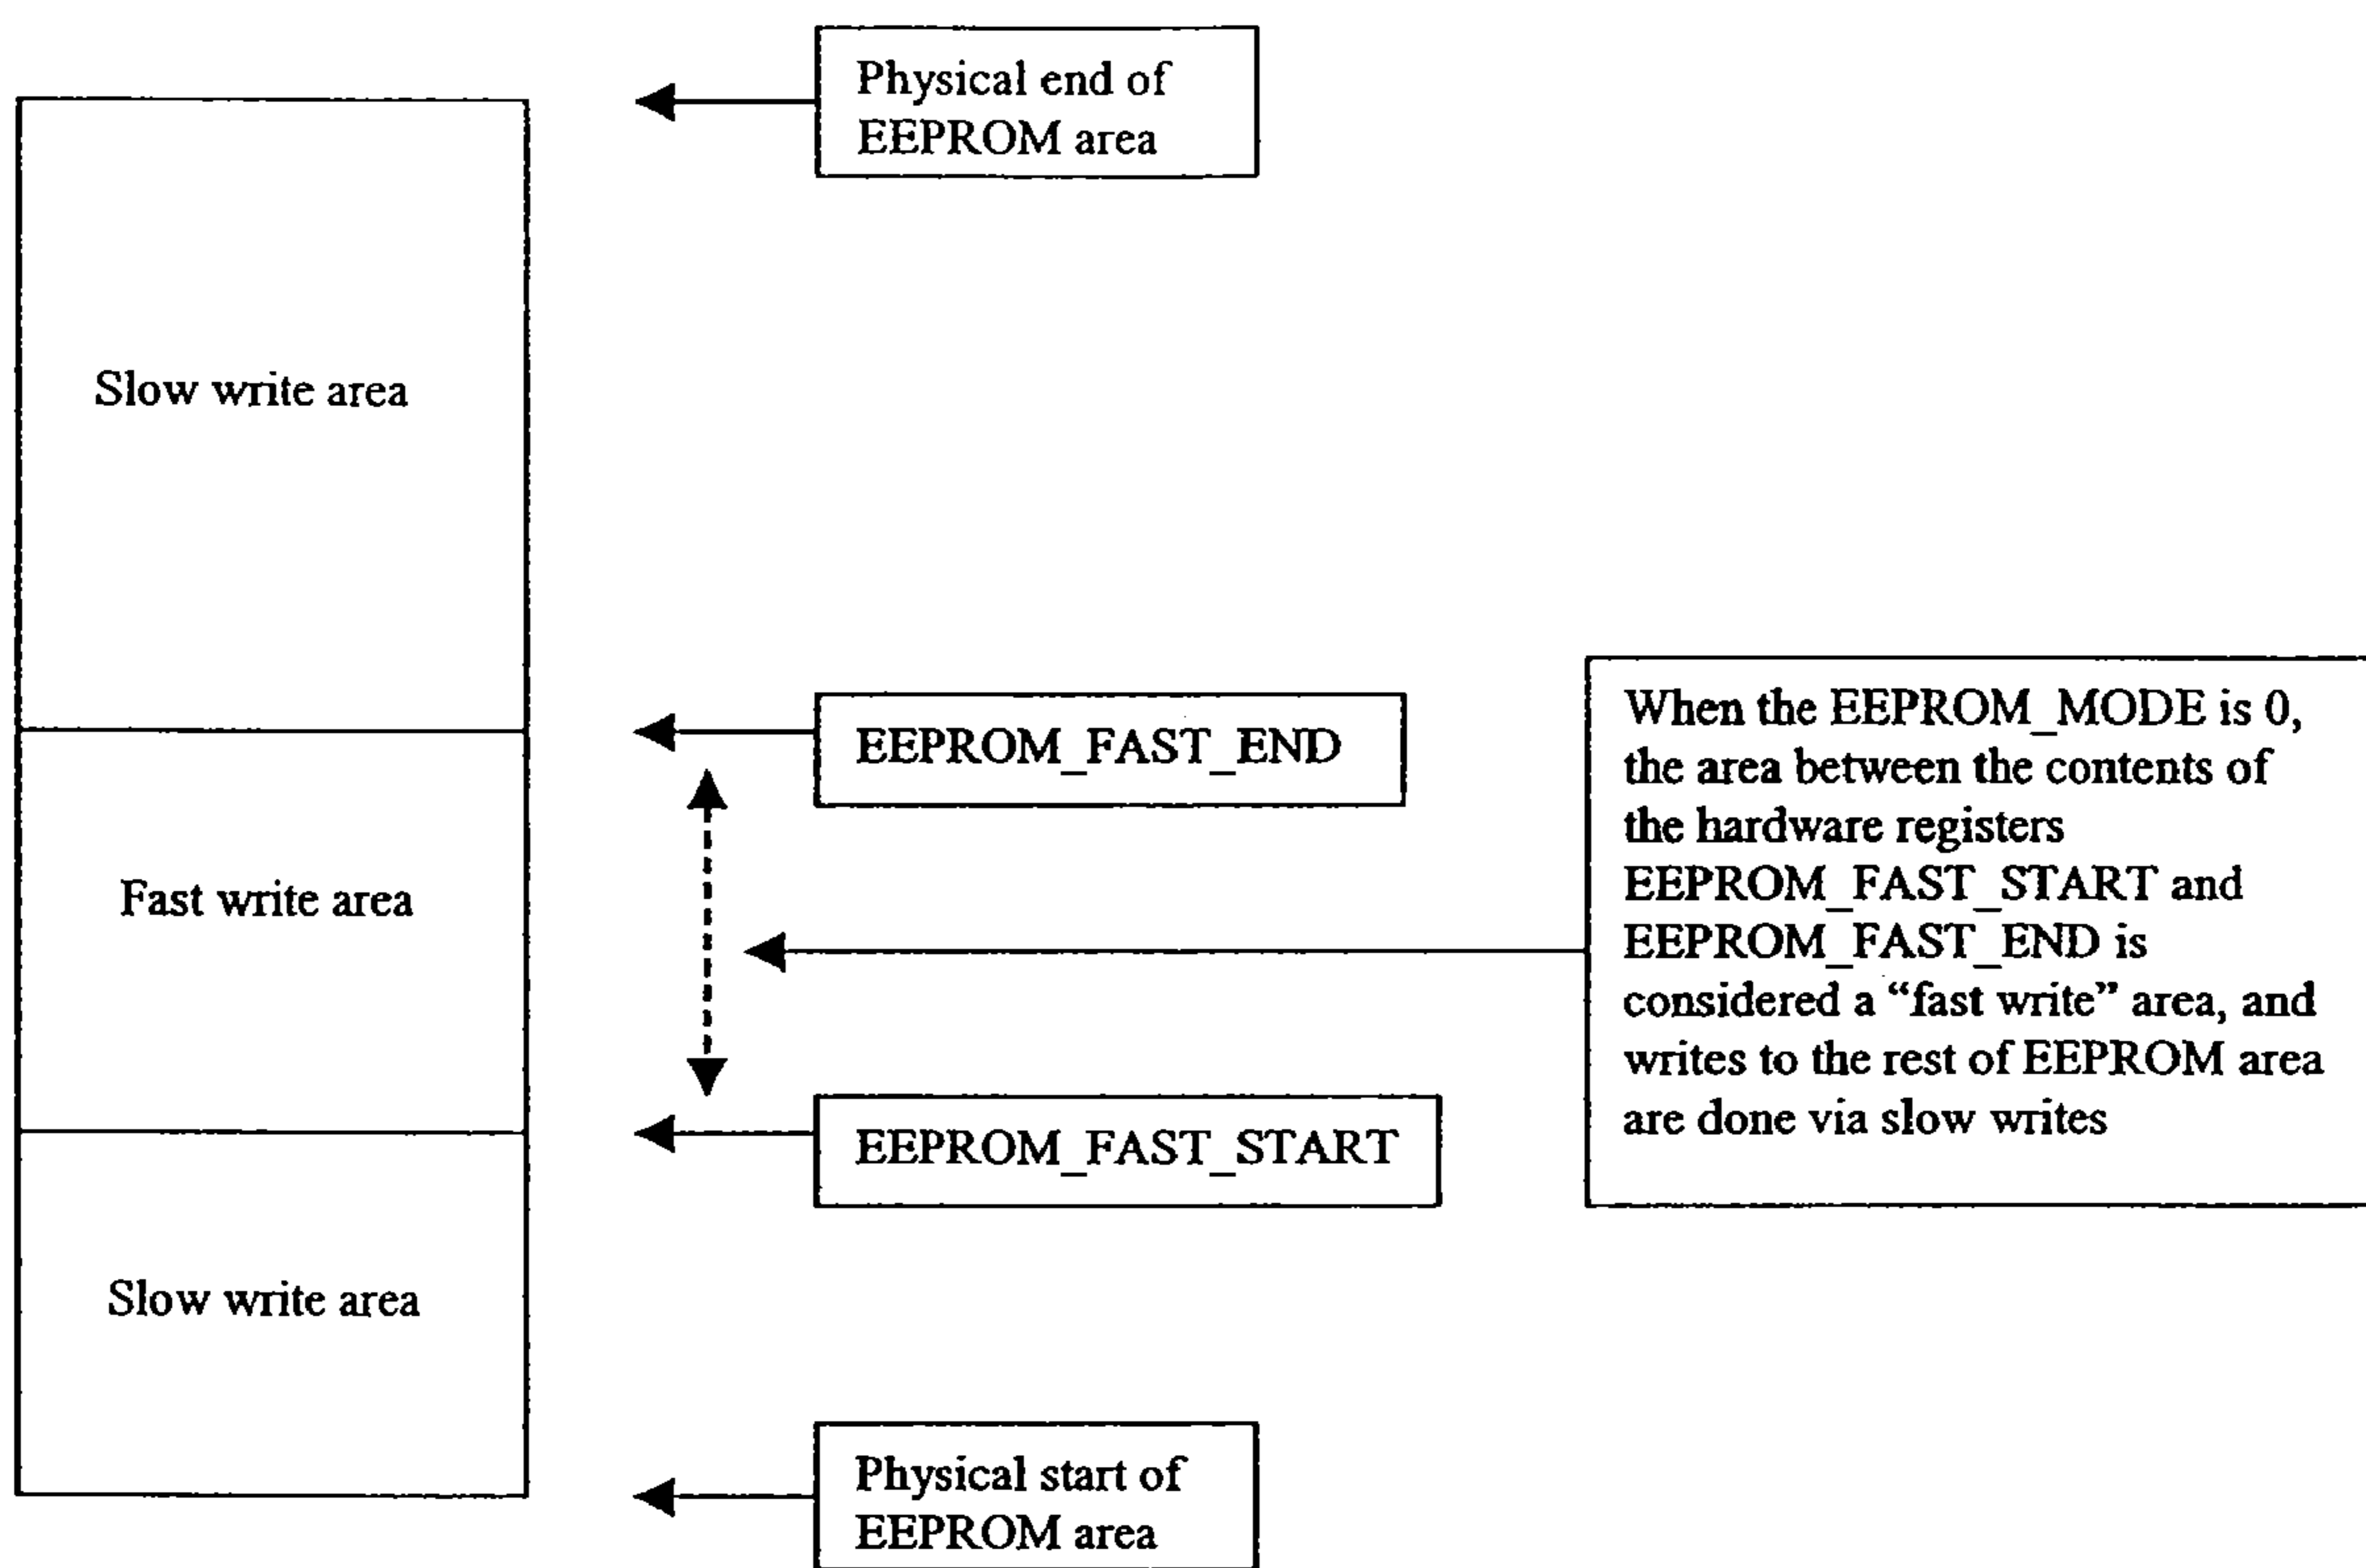 Physical end of
EEPROM area
Slow write area
EEPROM_FAST_END
When the EEPROM_MODE is 0,
the area between the contents of
the hardware registers
EEPROM_FAST_START and
EEPROM_FAST_END is
considered a “fast write” area, and
writes to the rest of EEPROM area
are done via slow writes
Fast write area
EEPROM_FAST_START
Slow write area
Physical start of
EEPROM area